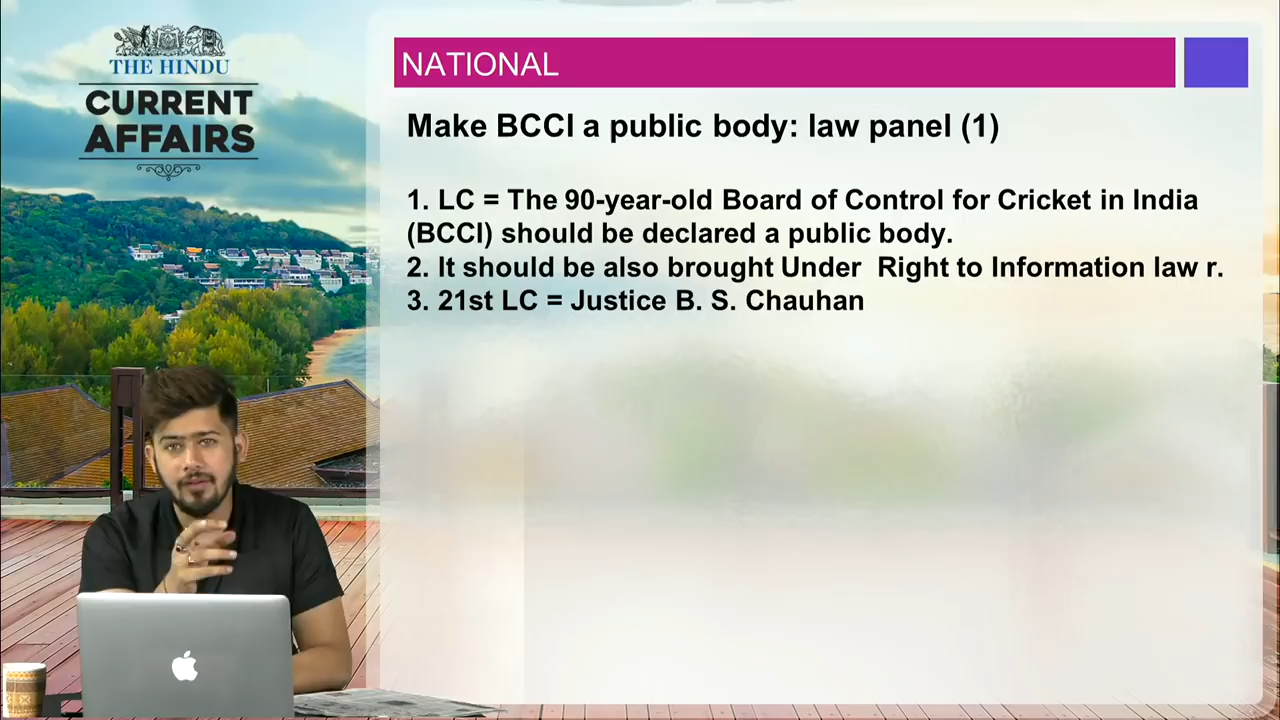 THE HINDU
CURRENT
AFFAIRS
NATIONAL
Make BCCI a public body: law panel (1)
1. LC = The 90-year-old Board of Control for Cricket in India
(BCCI) should be declared a public body.
2. It should be also brought Under  Right to Information law r.
3. 21st LC = Justice B. S. Chauhan